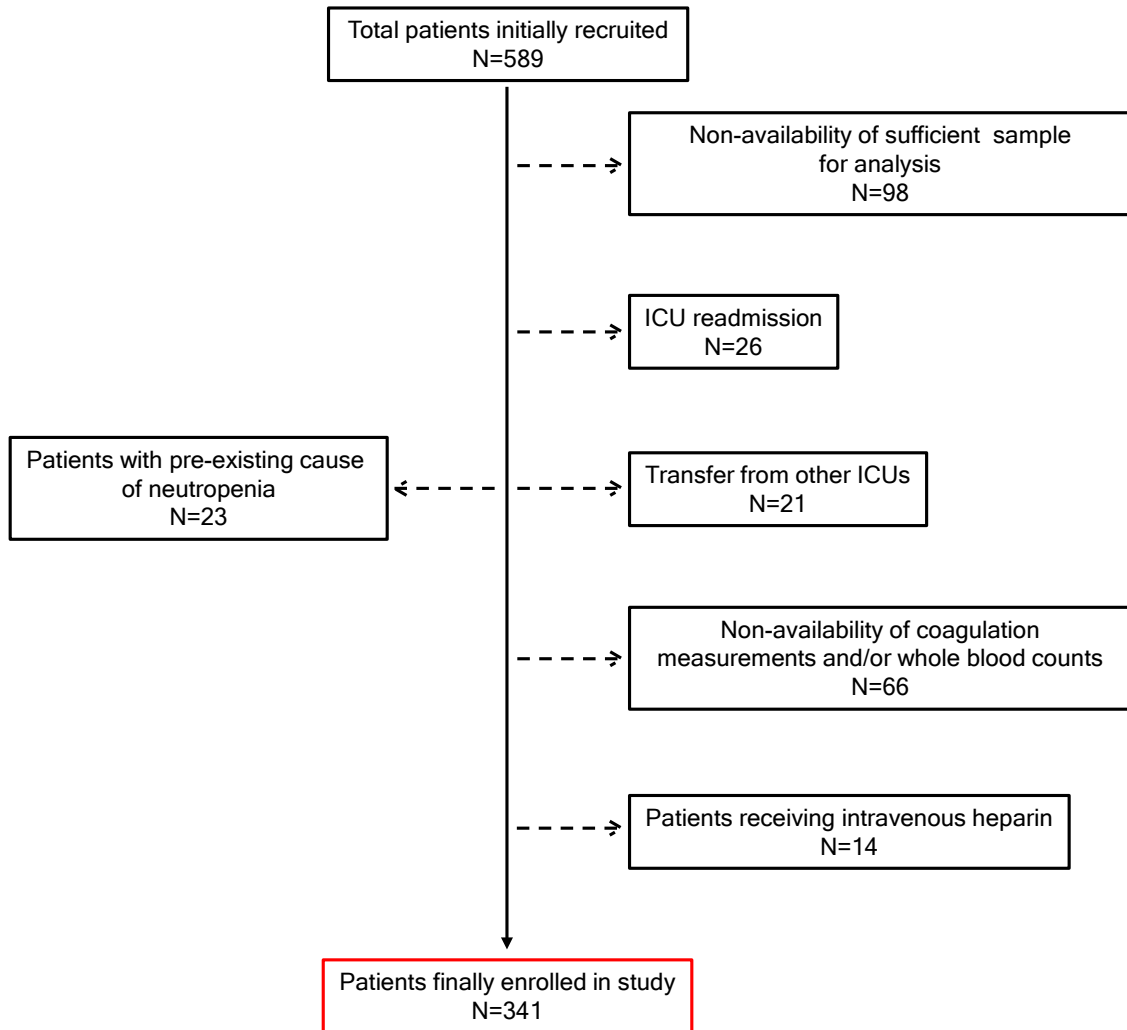 Total patients initially recruited
N=589
Non-availability of sufficient sample
for analysis
N=98
ICU readmission
N=26
Patients with pre-existing cause
of neutropenia
N=23
Transfer from other ICUs
N=21
Non-availability of coagulation
measurements and/or whole blood counts
N=66
Patients receiving intravenous heparin
N=14
Patients finally enrolled in study
N=341